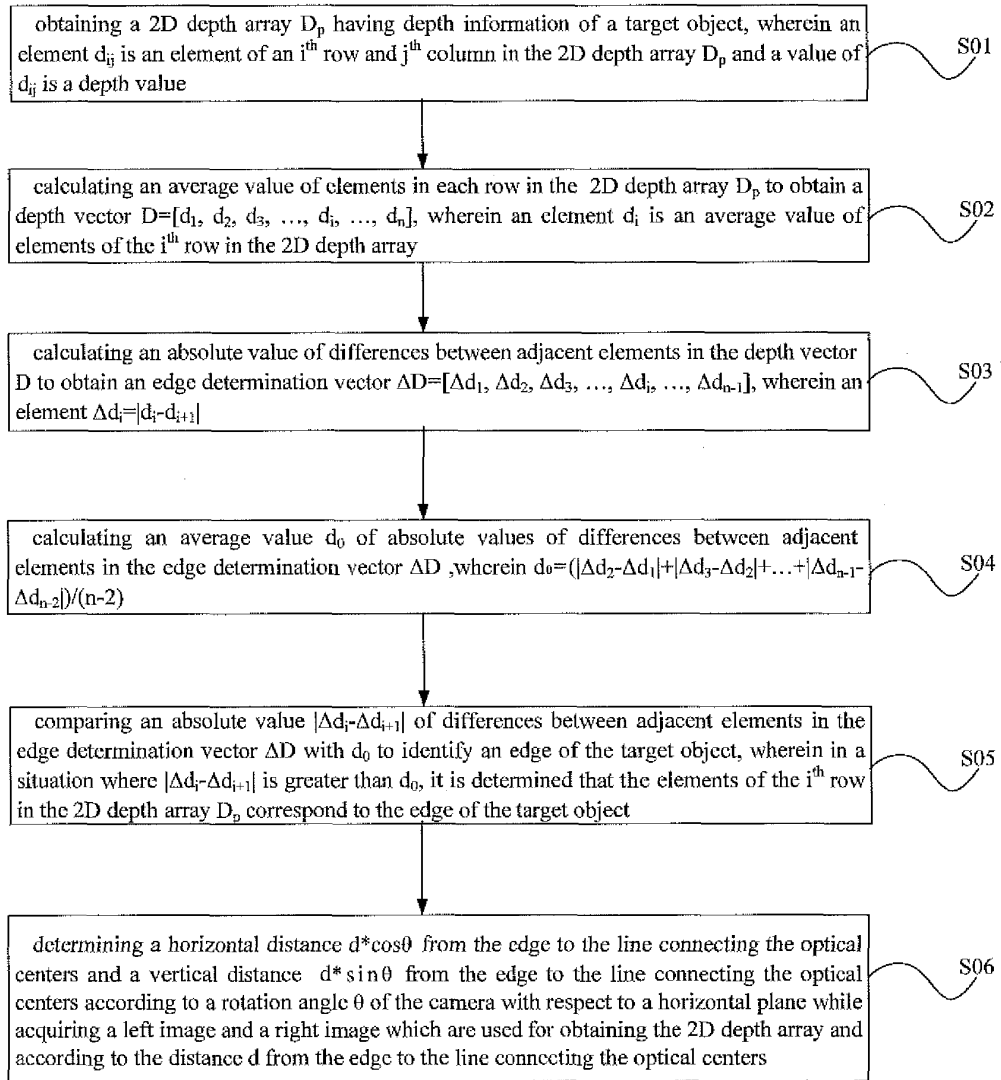 obtaining a 2D depth array Dₚ having depth information of a target object, wherein an
element dᵢⱼ is an element of an iᵗʰ row and jᵗʰ column in the 2D depth array Dₚ and a value of
dᵢⱼ is a depth value
S01
calculating an average value of elements in each row in the 2D depth array Dₚ to obtain a
depth vector D=[d₁, d₂, d₃, ..., dᵢ, ..., dₙ], wherein an element dᵢ is an average value of
elements of the iᵗʰ row in the 2D depth array
S02
calculating an absolute value of differences between adjacent elements in the depth vector
D to obtain an edge determination vector ΔD=[Δd₁, Δd₂, Δd₃, ..., Δdᵢ, ..., Δdₙ₋₁], wherein an
element Δdᵢ=|dᵢ-dᵢ₊₁|
S03
calculating an average value d₀ of absolute values of differences between adjacent
elements in the edge determination vector ΔD ,wherein d₀=(|Δd₂-Δd₁|+|Δd₃-Δd₂|+...+|Δdₙ₋₁-
Δdₙ₋₂|)/(n-2)
S04
comparing an absolute value |Δdᵢ-Δdᵢ₊₁| of differences between adjacent elements in the
edge determination vector ΔD with d₀ to identify an edge of the target object, wherein in a
situation where |Δdᵢ-Δdᵢ₊₁| is greater than d₀, it is determined that the elements of the iᵗʰ row
in the 2D depth array Dₚ correspond to the edge of the target object
S05
determining a horizontal distance d*cosθ from the edge to the line connecting the optical
centers and a vertical distance d*sinθ from the edge to the line connecting the optical
centers according to a rotation angle θ of the camera with respect to a horizontal plane while
acquiring a left image and a right image which are used for obtaining the 2D depth array and
according to the distance d from the edge to the line connecting the optical centers
S06